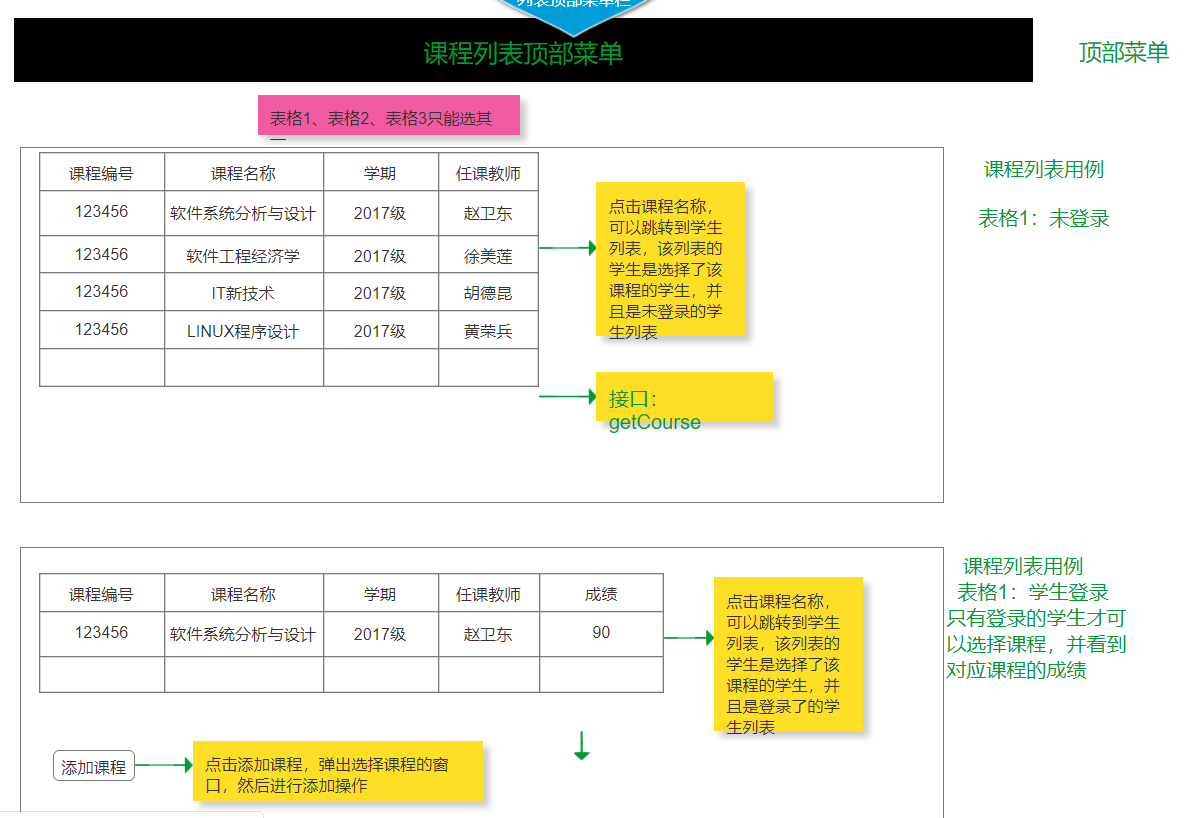 列表顶部菜单栏
课程列表顶部菜单
顶部菜单
表格1、表格2、表格3只能选其
一
课程列表用例
表格1：未登录
课程编号 课程名称 学期 任课教师
123456 软件系统分析与设计 2017级 赵卫东
123456 软件工程经济学 2017级 徐美莲
123456 IT新技术 2017级 胡德昆
123456 LINUX程序设计 2017级 黄荣兵
点击课程名称，
可以跳转到学生
列表，该列表的
学生是选择了该
课程的学生，并
且是未登录的学
生列表
接口：
getCourse
课程列表用例
表格1：学生登录
只有登录的学生才可
以选择课程，并看到
对应课程的成绩
课程编号 课程名称 学期 任课教师 成绩
123456 软件系统分析与设计 2017级 赵卫东 90
点击课程名称，
可以跳转到学生
列表，该列表的
学生是选择了该
课程的学生，并
且是登录了的学
生列表
添加课程
点击添加课程，弹出选择课程的窗
口，然后进行添加操作